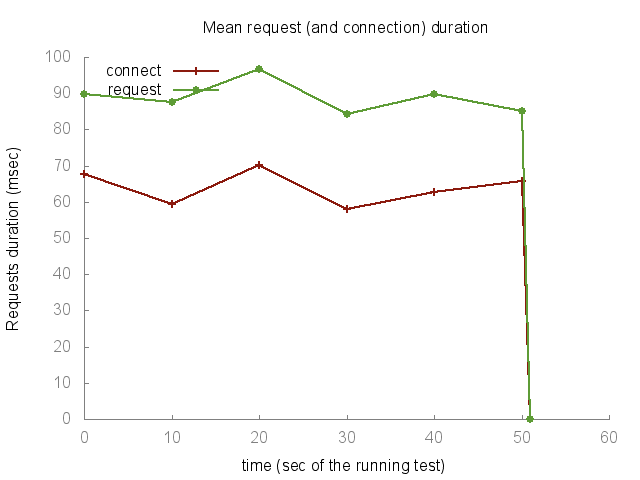 Mean request (and connection) duration
100
90
80
70
60
50
40
30
20
10
0
connect
request
Requests duration (msec)
0 10 20 30 40 50 60
time (sec of the running test)